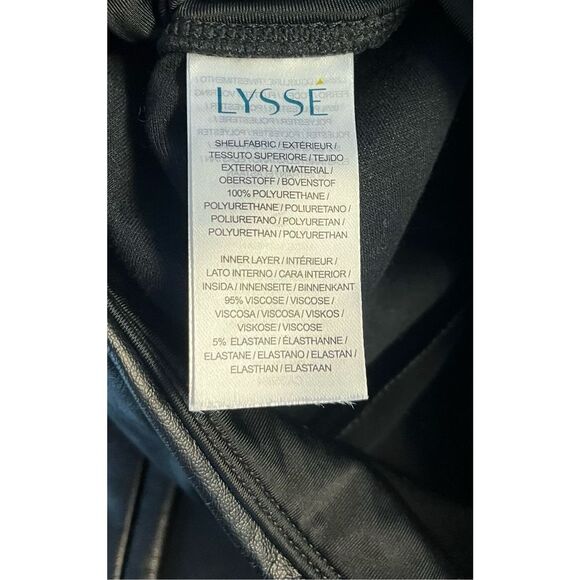 LYSSÉ
SHELLFABRIC / EXTÉRIEUR /
TESSUTO SUPERIORE / TEJIDO
EXTERIOR / YTMATERIAL /
OBERSTOFF / BOVENSTOF
100% POLYURETHANE /
POLYURETHANE / POLIURETANO /
POLIURETANO / POLYURETAN /
POLYURETHAN / POLYURETHAN
INNER LAYER / INTÉRIEUR /
LATO INTERNO / CARA INTERIOR /
INSIDA / INNENSEITE / BINNENKANT
95% VISCOSE / VISCOSE /
VISCOSA / VISCOSA / VISKOS /
VISKOSE / VISCOSE
5% ELASTANE / ÉLASTHANNE /
ELASTANE / ELASTANO / ELASTAN /
ELASTHAN / ELASTAAN